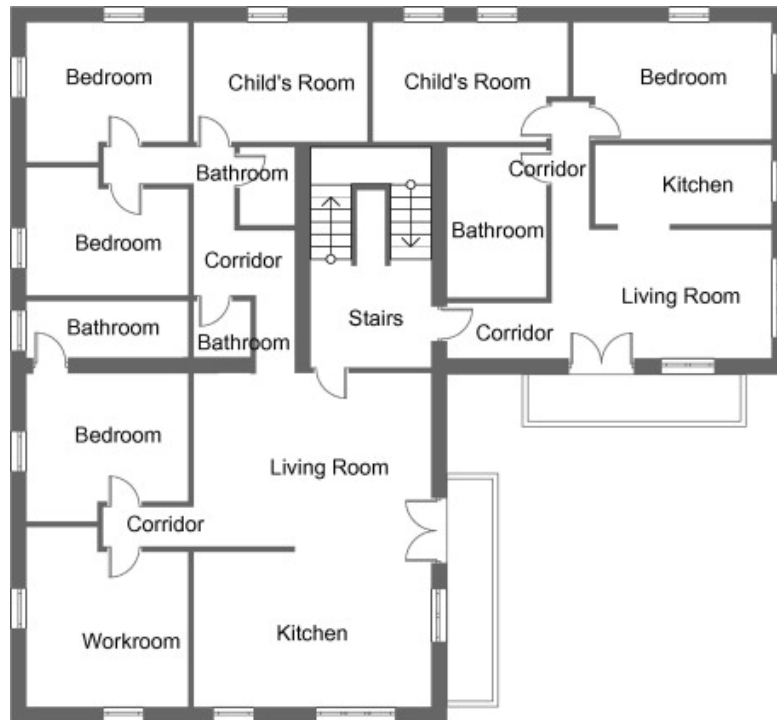 Bedroom
Child's Room
Child's Room
Bedroom
Bathroom
Corridor
Kitchen
Bedroom
Bathroom
Corridor
Living Room
Bathroom
Bathroom
Stairs
Corridor
Bedroom
Living Room
Corridor
Workroom
Kitchen